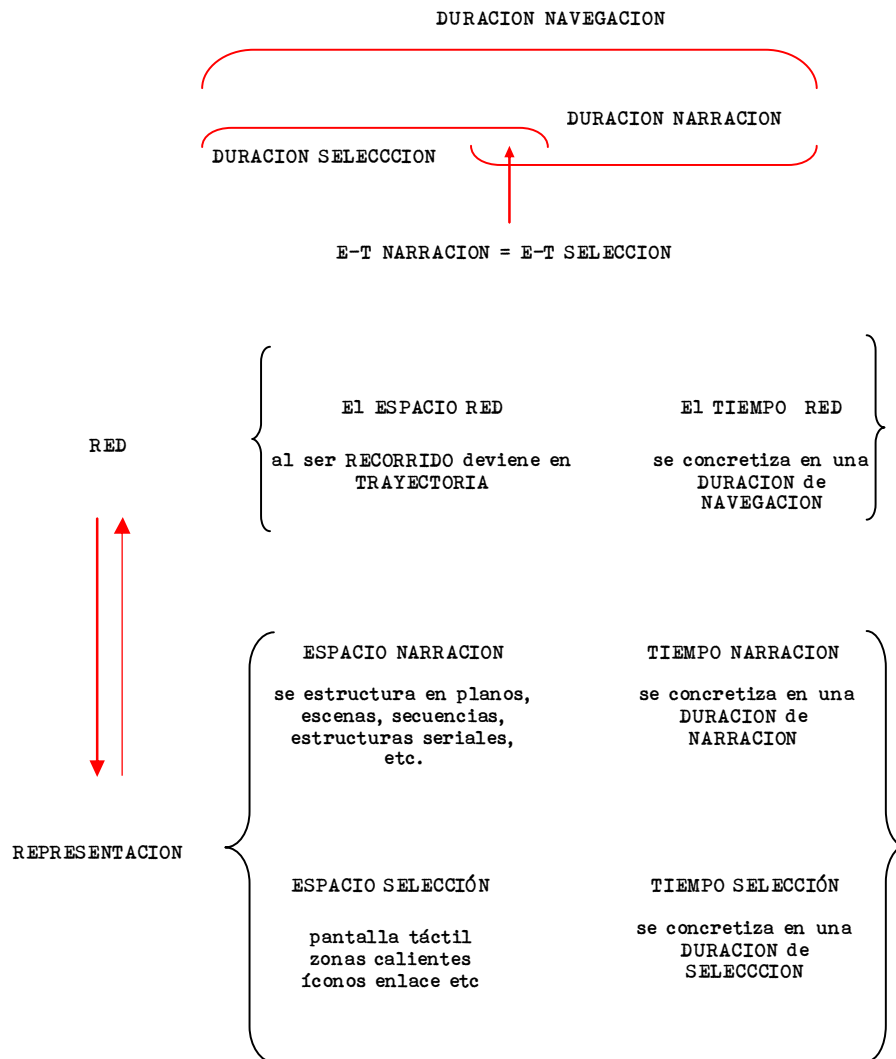 DURACION NAVEGACION
DURACION NARRACION
DURACION SELECCCION
E-T NARRACION = E-T SELECCION
El ESPACIO RED
al ser RECORRIDO deviene en
TRAYECTORIA
El TIEMPO RED
se concretiza en una
DURACION de
NAVEGACION
RED
ESPACIO NARRACION
se estructura en planos,
escenas, secuencias,
estructuras seriales,
etc.
TIEMPO NARRACION
se concretiza en una
DURACION de
NARRACION
REPRESENTACION
ESPACIO SELECCIÓN
pantalla táctil
zonas calientes
íconos enlace etc
TIEMPO SELECCIÓN
se concretiza en una
DURACION de
SELECCCION